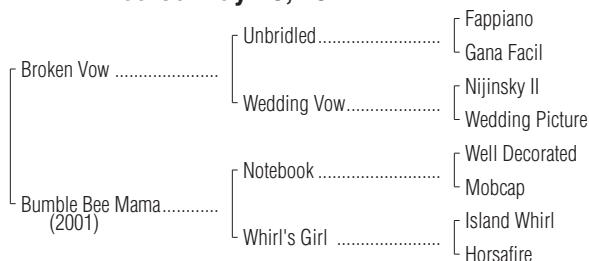 Fappiano
Unbridled........................
Gana Facil
Broken Vow ....................
Nijinsky II
Wedding Vow..................
Wedding Picture
Well Decorated
Notebook ........................
Mobcap
Bumble Bee Mama...........
(2001)
Island Whirl
Whirl's Girl ....................
Horsafire